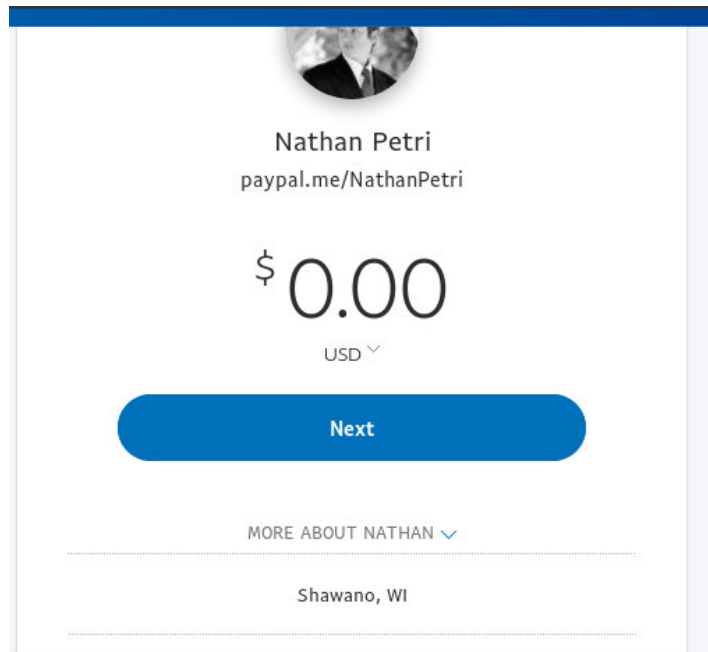 Nathan Petri
paypal.me/NathanPetri
$ 0.00
USD
Next
MORE ABOUT NATHAN
Shawano, WI